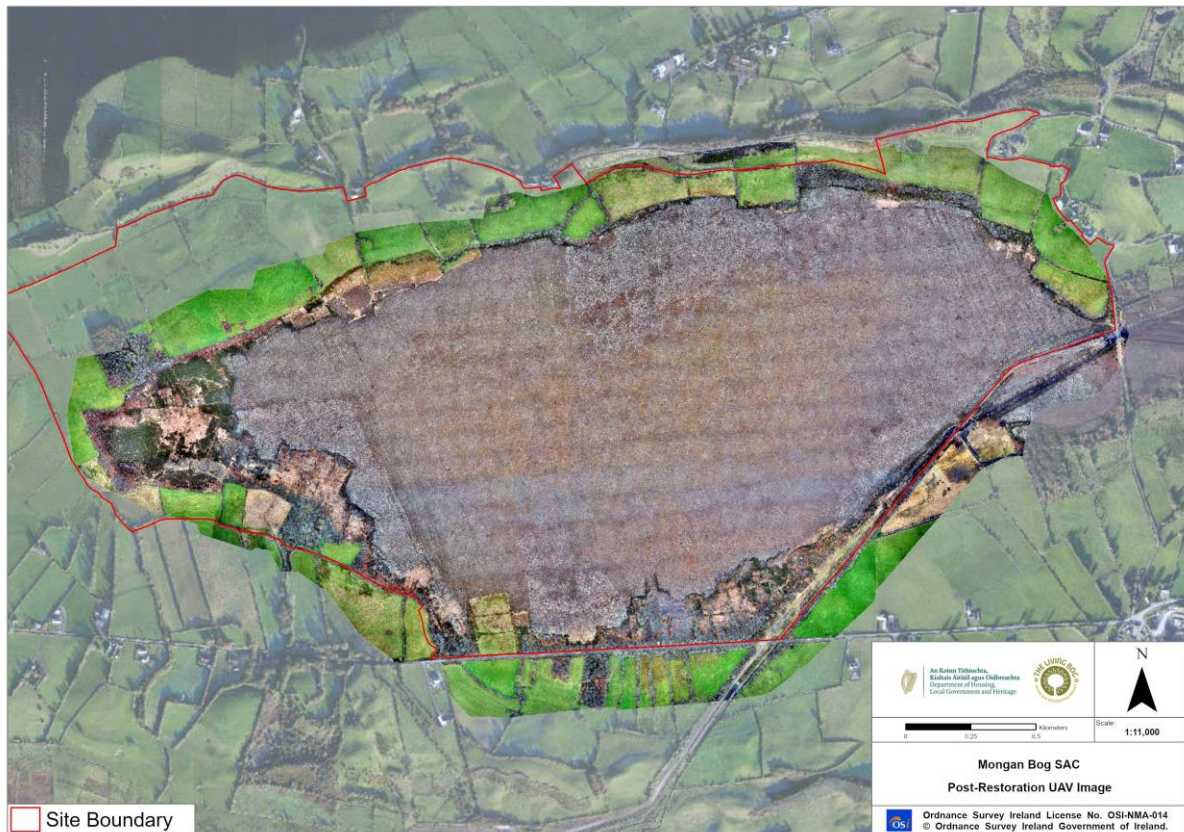 An Roinn Tithíochta,
Rialtais Áitiúil agus Oidhreachta
Department of Housing,
Local Government and Heritage
THE LIVING BOG
N
Kilometers
0 0.25 0.5
Scale:
1:11,000
Mongan Bog SAC
Post-Restoration UAV Image
Site Boundary
OSi
Ordnance Survey Ireland License No. OSI-NMA-014
© Ordnance Survey Ireland Government of Ireland.